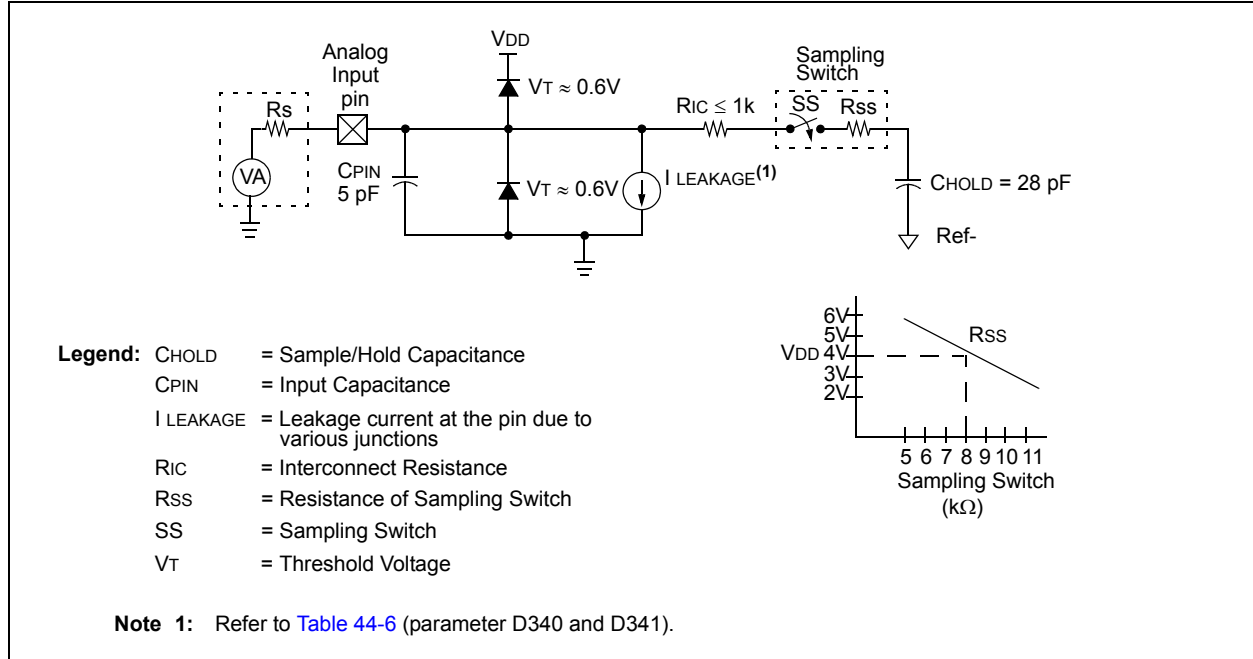 VDD
Analog
Input
pin
Sampling
Switch
VT ≈ 0.6V
RIC ≤ 1k
SS
RSS
Rs
VA
CPIN
5 pF
VT ≈ 0.6V
I LEAKAGE(1)
CHOLD = 28 pF
Ref-
Legend: CHOLD = Sample/Hold Capacitance
CPIN = Input Capacitance
I LEAKAGE = Leakage current at the pin due to
various junctions
RIC = Interconnect Resistance
RSS = Resistance of Sampling Switch
SS = Sampling Switch
VT = Threshold Voltage
6V
5V
VDD 4V
3V
2V
RSS
5 6 7 8 9 10 11
Sampling Switch
(kΩ)
Note 1: Refer to Table 44-6 (parameter D340 and D341).